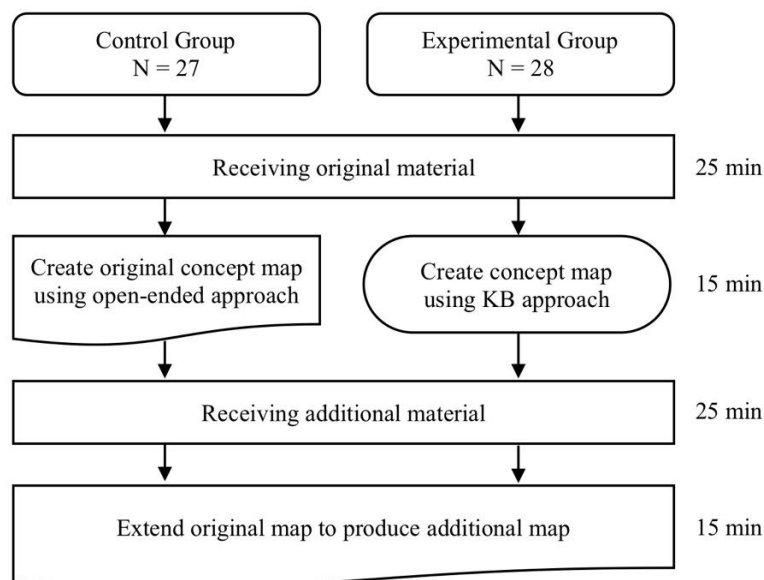 Control Group
N = 27
Experimental Group
N = 28
Receiving original material
25 min
Create original concept map
using open-ended approach
Create concept map
using KB approach
15 min
Receiving additional material
25 min
Extend original map to produce additional map
15 min